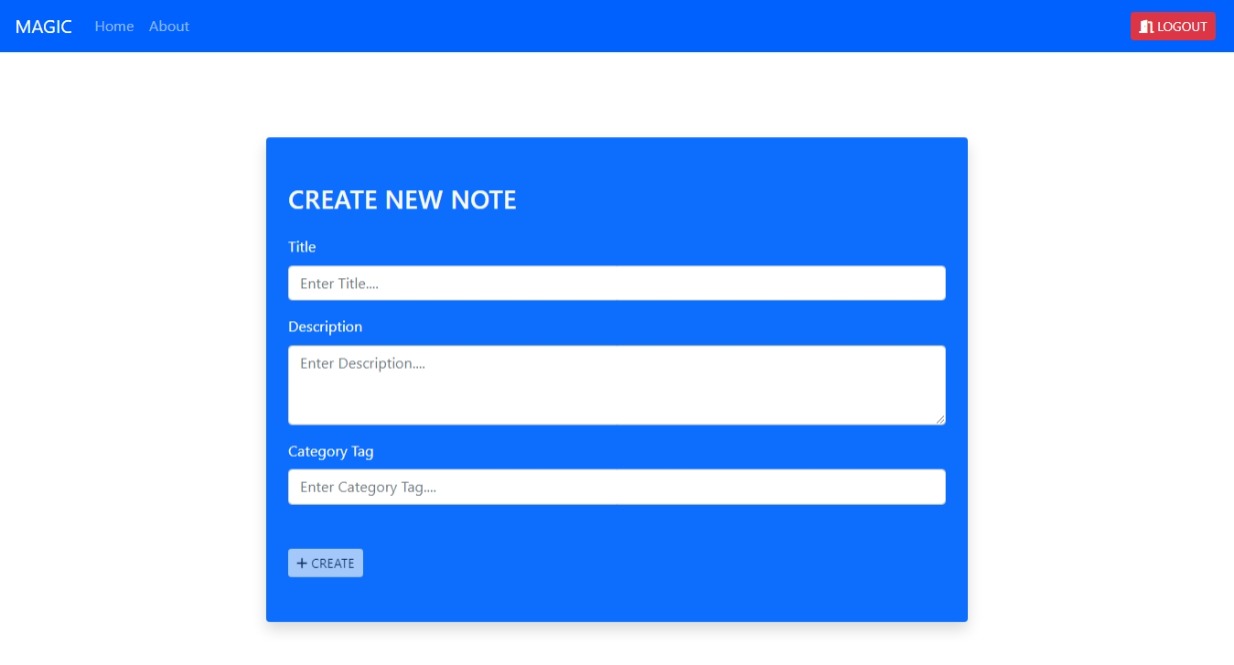 MAGIC Home About LOGOUT
CREATE NEW NOTE
Title
Enter Title....
Description
Enter Description....
Category Tag
Enter Category Tag....
+ CREATE